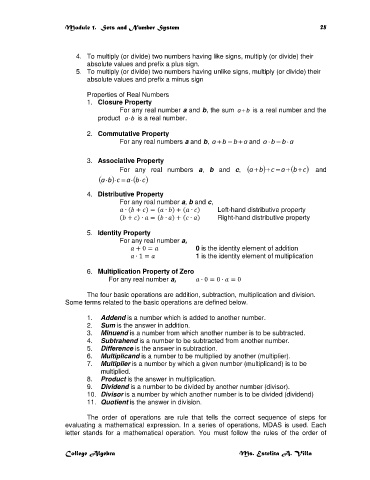 Module 1. Sets and Number System 25
4. To multiply (or divide) two numbers having like signs, multiply (or divide) their
absolute values and prefix a plus sign.
5. To multiply (or divide) two numbers having unlike signs, multiply (or divide) their
absolute values and prefix a minus sign
Properties of Real Numbers
1. Closure Property
For any real number a and b, the sum a + b is a real number and the
product a·b is a real number.
2. Commutative Property
For any real numbers a and b, a + b = b + a and a · b = b · a
3. Associative Property
For any real numbers a, b and c, (a + b) + c = a + (b + c) and
(a·b)·c = a·(b·c)
4. Distributive Property
For any real number a, b and c,
a · (b + c) = (a · b) + (a · c) Left-hand distributive property
(b + c) · a = (b · a) + (c · a) Right-hand distributive property
5. Identity Property
For any real number a,
a + 0 = a 0 is the identity element of addition
a · 1 = a 1 is the identity element of multiplication
6. Multiplication Property of Zero
For any real number a, a · 0 = 0 · a = 0
The four basic operations are addition, subtraction, multiplication and division.
Some terms related to the basic operations are defined below.
1. Addend is a number which is added to another number.
2. Sum is the answer in addition.
3. Minuend is a number from which another number is to be subtracted.
4. Subtrahend is a number to be subtracted from another number.
5. Difference is the answer in subtraction.
6. Multiplicand is a number to be multiplied by another (multiplier).
7. Multiplier is a number by which a given number (multiplicand) is to be
multiplied.
8. Product is the answer in multiplication.
9. Dividend is a number to be divided by another number (divisor).
10. Divisor is a number by which another number is to be divided (dividend)
11. Quotient is the answer in division.
The order of operations are rule that tells the correct sequence of steps for
evaluating a mathematical expression. In a series of operations, MDAS is used. Each
letter stands for a mathematical operation. You must follow the rules of the order of
College Algebra Ms. Estelita A. Villa